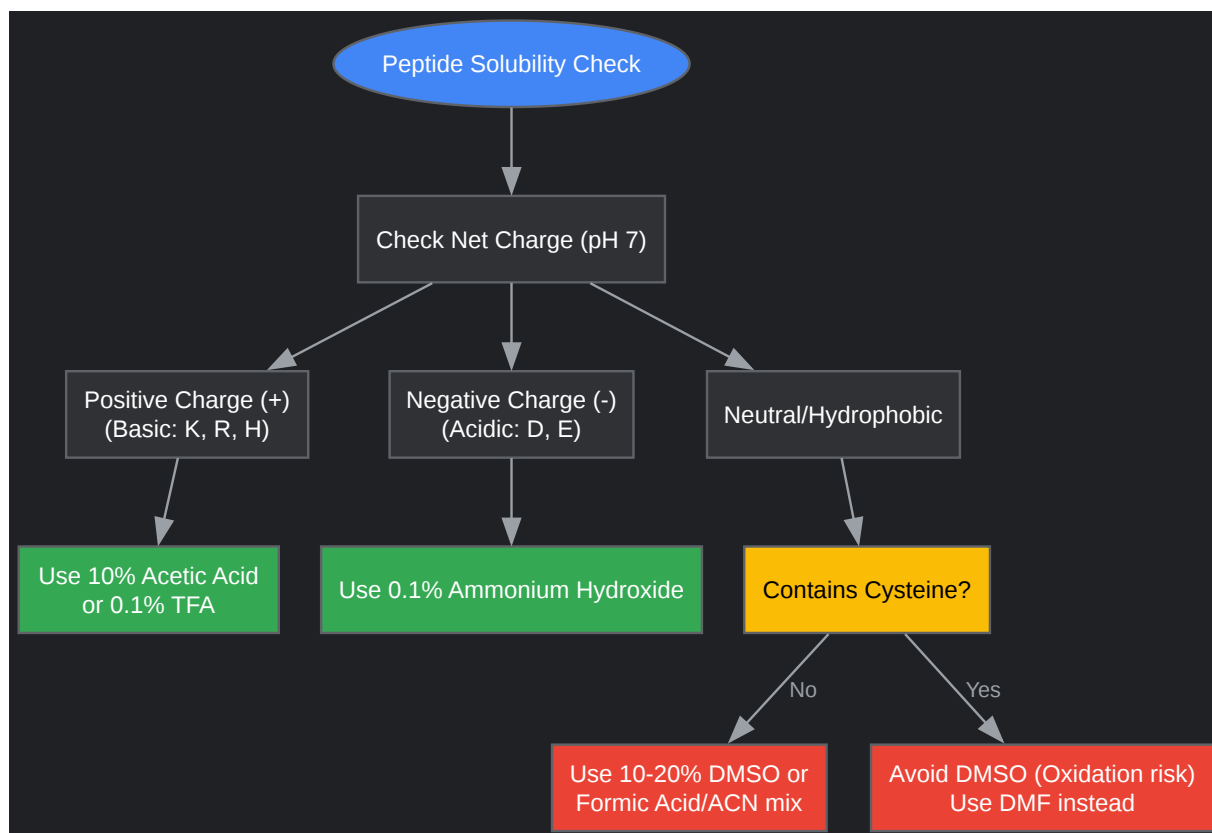 Peptide Solubility Check
Check Net Charge (pH 7)
Positive Charge (+)
(Basic: K, R, H)
Negative Charge (-)
(Acidic: D, E)
Neutral/Hydrophobic
Use 10% Acetic Acid
or 0.1% TFA
Use 0.1% Ammonium Hydroxide
Contains Cysteine?
No
Yes
Use 10-20% DMSO or
Formic Acid/ACN mix
Avoid DMSO (Oxidation risk)
Use DMF instead